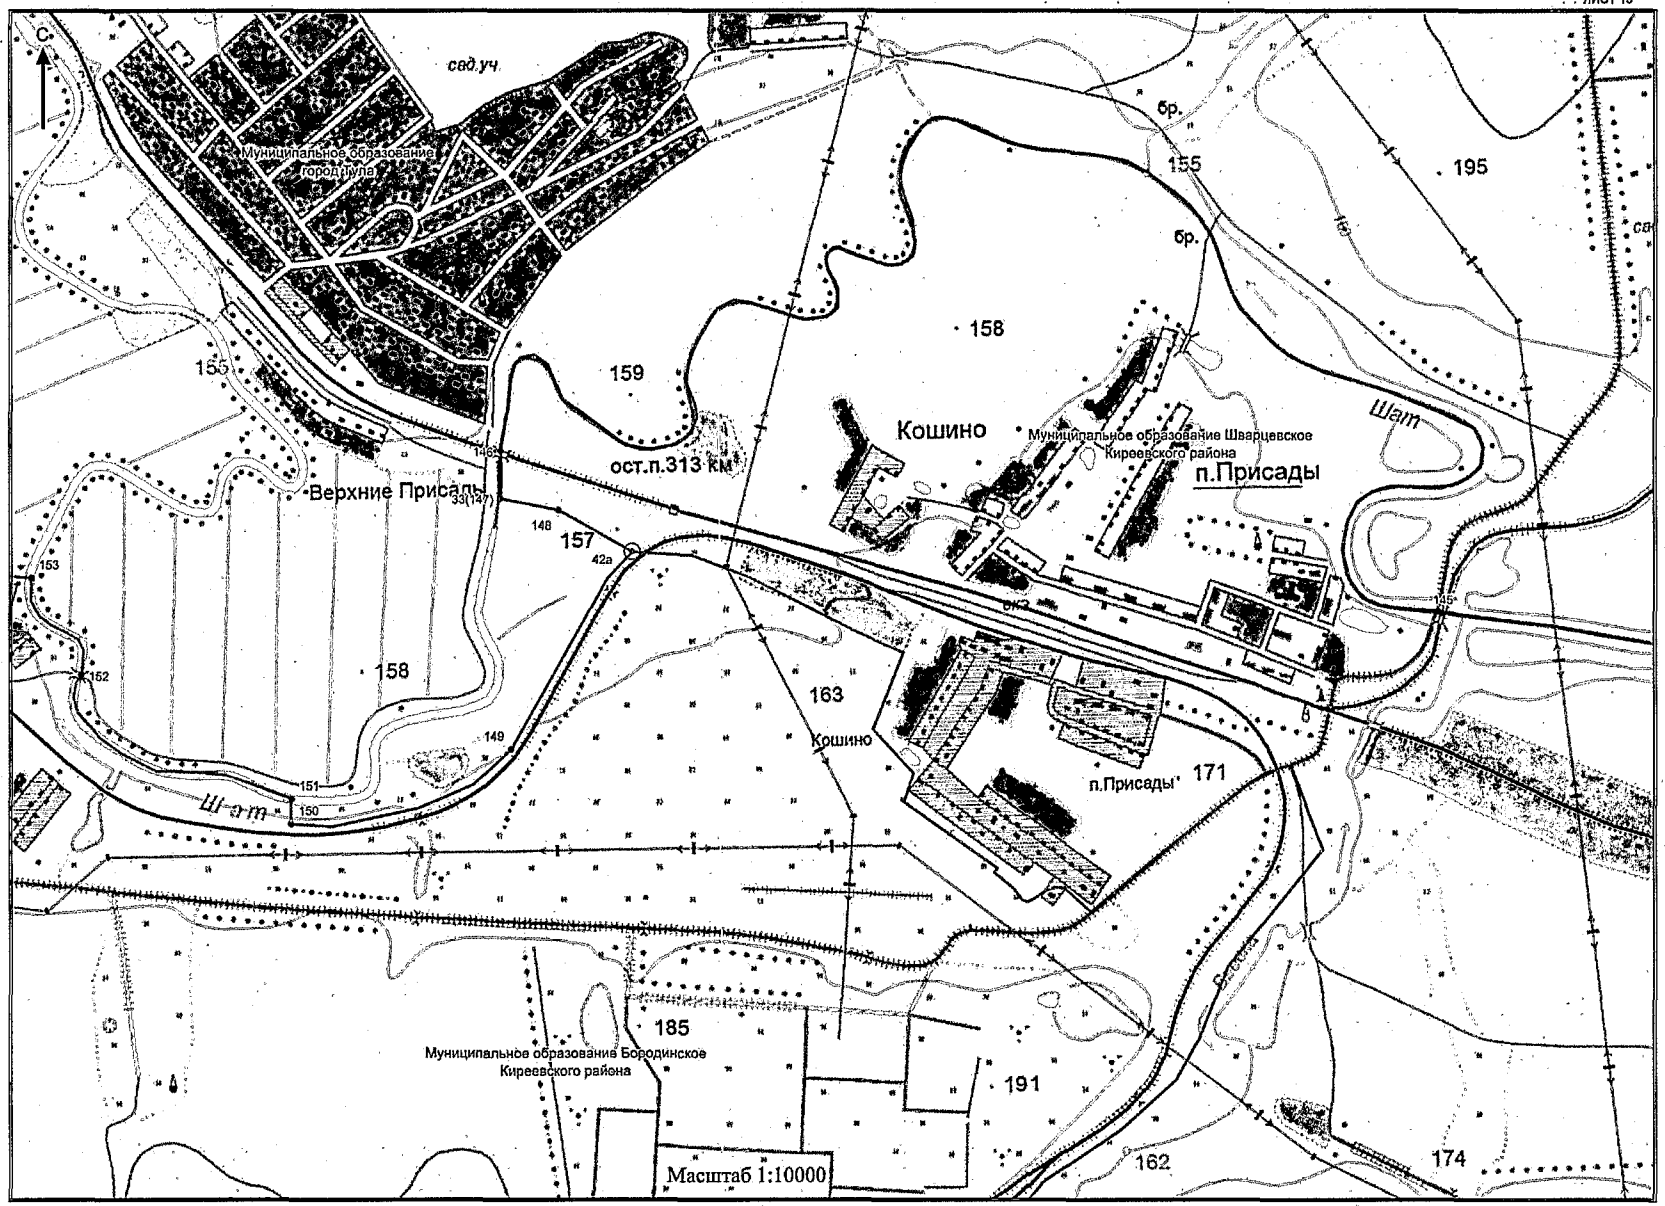 С
сад.уч
Муниципальное образование
город Тула
бр.
155
195
бр.
158
159
155
Шат
Кошино
Муниципальное образование Шварцевское
Киреевского района
п.Присады
146
ост.п.313 км
Верхние Присады
33(147)
148
157
42а
153
145
152
158
163
149
Кошино
171
п.Присады
151
Шат
150
185
Муниципальное образование Бородинское
Киреевского района
191
162
174
Масштаб 1:10000